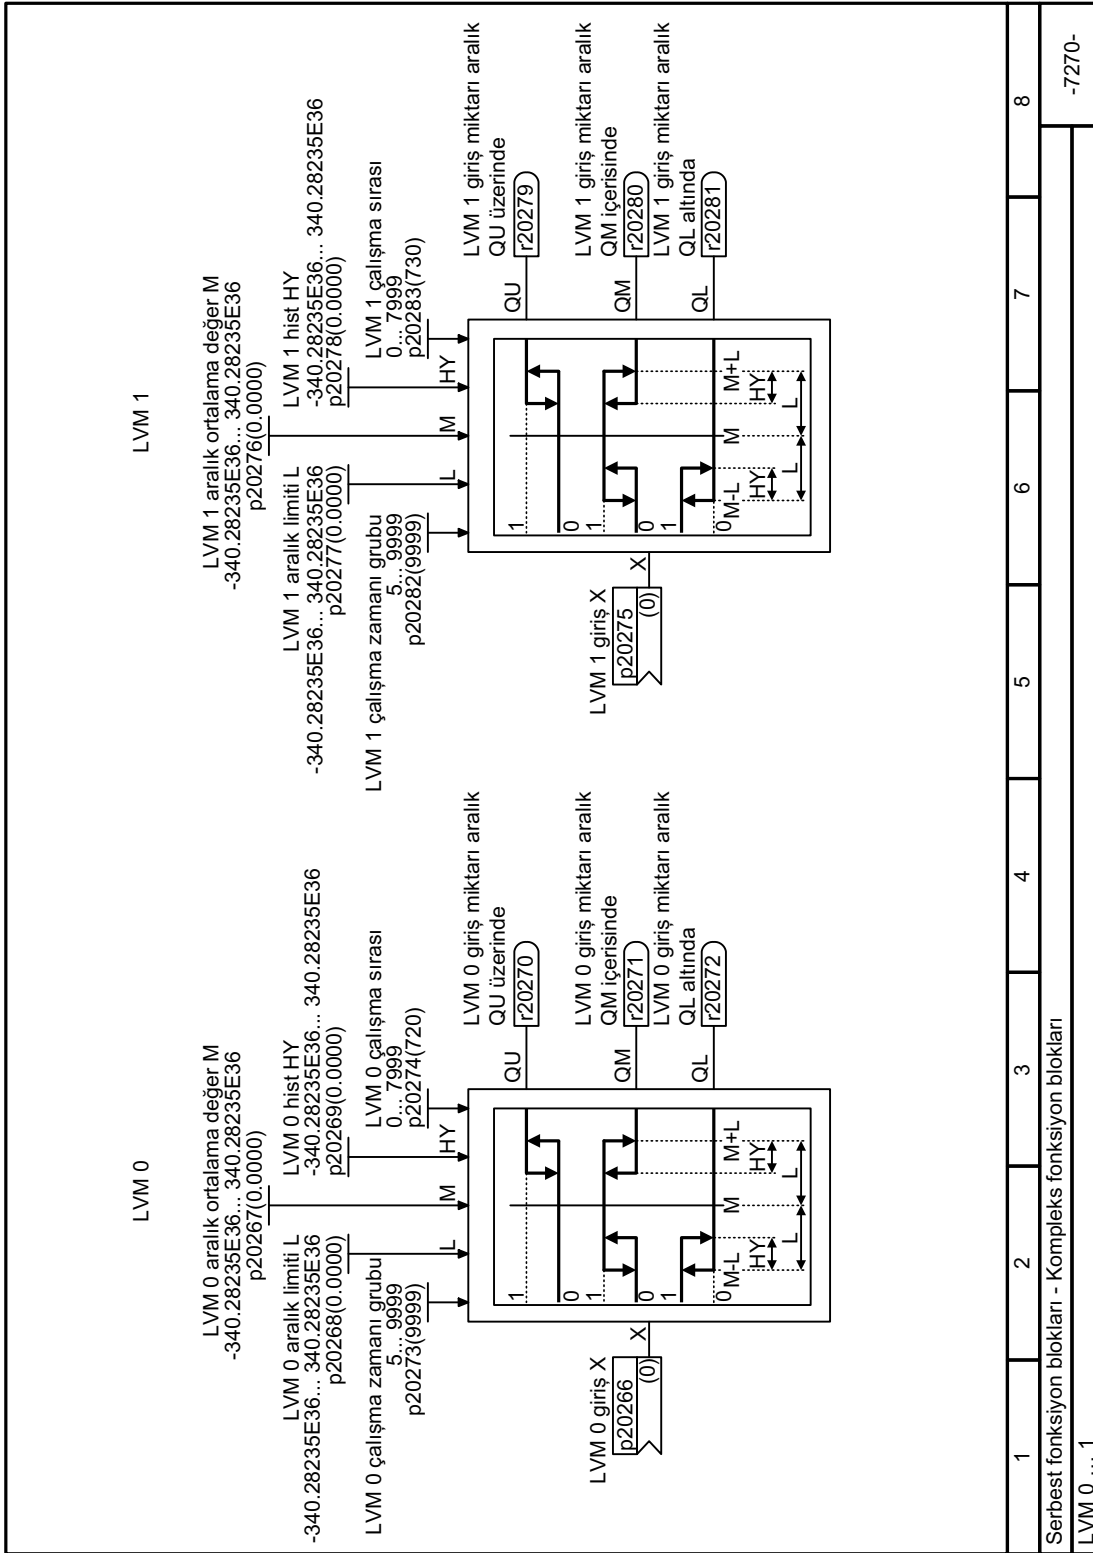 LVM 0
LVM 0 aralık ortalama değer M
-340.28235E36... 340.28235E36
p20267(0.0000)
LVM 0 aralık limiti L
-340.28235E36... 340.28235E36
p20268(0.0000)
LVM 0 hist HY
-340.28235E36... 340.28235E36
p20269(0.0000)
LVM 0 çalışma zamanı grubu
5... 9999
p20273(9999)
LVM 0 çalışma sırası
0... 7999
p20274(720)
L
M
HY
LVM 0 giriş X
p20266
(0)
X
1
0
1
0
1
0
M-L
M
M+L
HY
HY
L
L
QU
LVM 0 giriş miktarı aralık
QU üzerinde
r20270
QM
LVM 0 giriş miktarı aralık
QM içerisinde
r20271
QL
LVM 0 giriş miktarı aralık
QL altında
r20272
LVM 1
LVM 1 aralık ortalama değer M
-340.28235E36... 340.28235E36
p20276(0.0000)
LVM 1 aralık limiti L
-340.28235E36... 340.28235E36
p20277(0.0000)
LVM 1 hist HY
-340.28235E36... 340.28235E36
p20278(0.0000)
LVM 1 çalışma zamanı grubu
5... 9999
p20282(9999)
LVM 1 çalışma sırası
0... 7999
p20283(730)
L
M
HY
LVM 1 giriş X
p20275
(0)
X
1
0
1
0
1
0
M-L
M
M+L
HY
HY
L
L
QU
LVM 1 giriş miktarı aralık
QU üzerinde
r20279
QM
LVM 1 giriş miktarı aralık
QM içerisinde
r20280
QL
LVM 1 giriş miktarı aralık
QL altında
r20281
1 2 3 4 5 6 7 8
Serbest fonksiyon blokları - Kompleks fonksiyon blokları
-7270-
LVM 0 ... 1